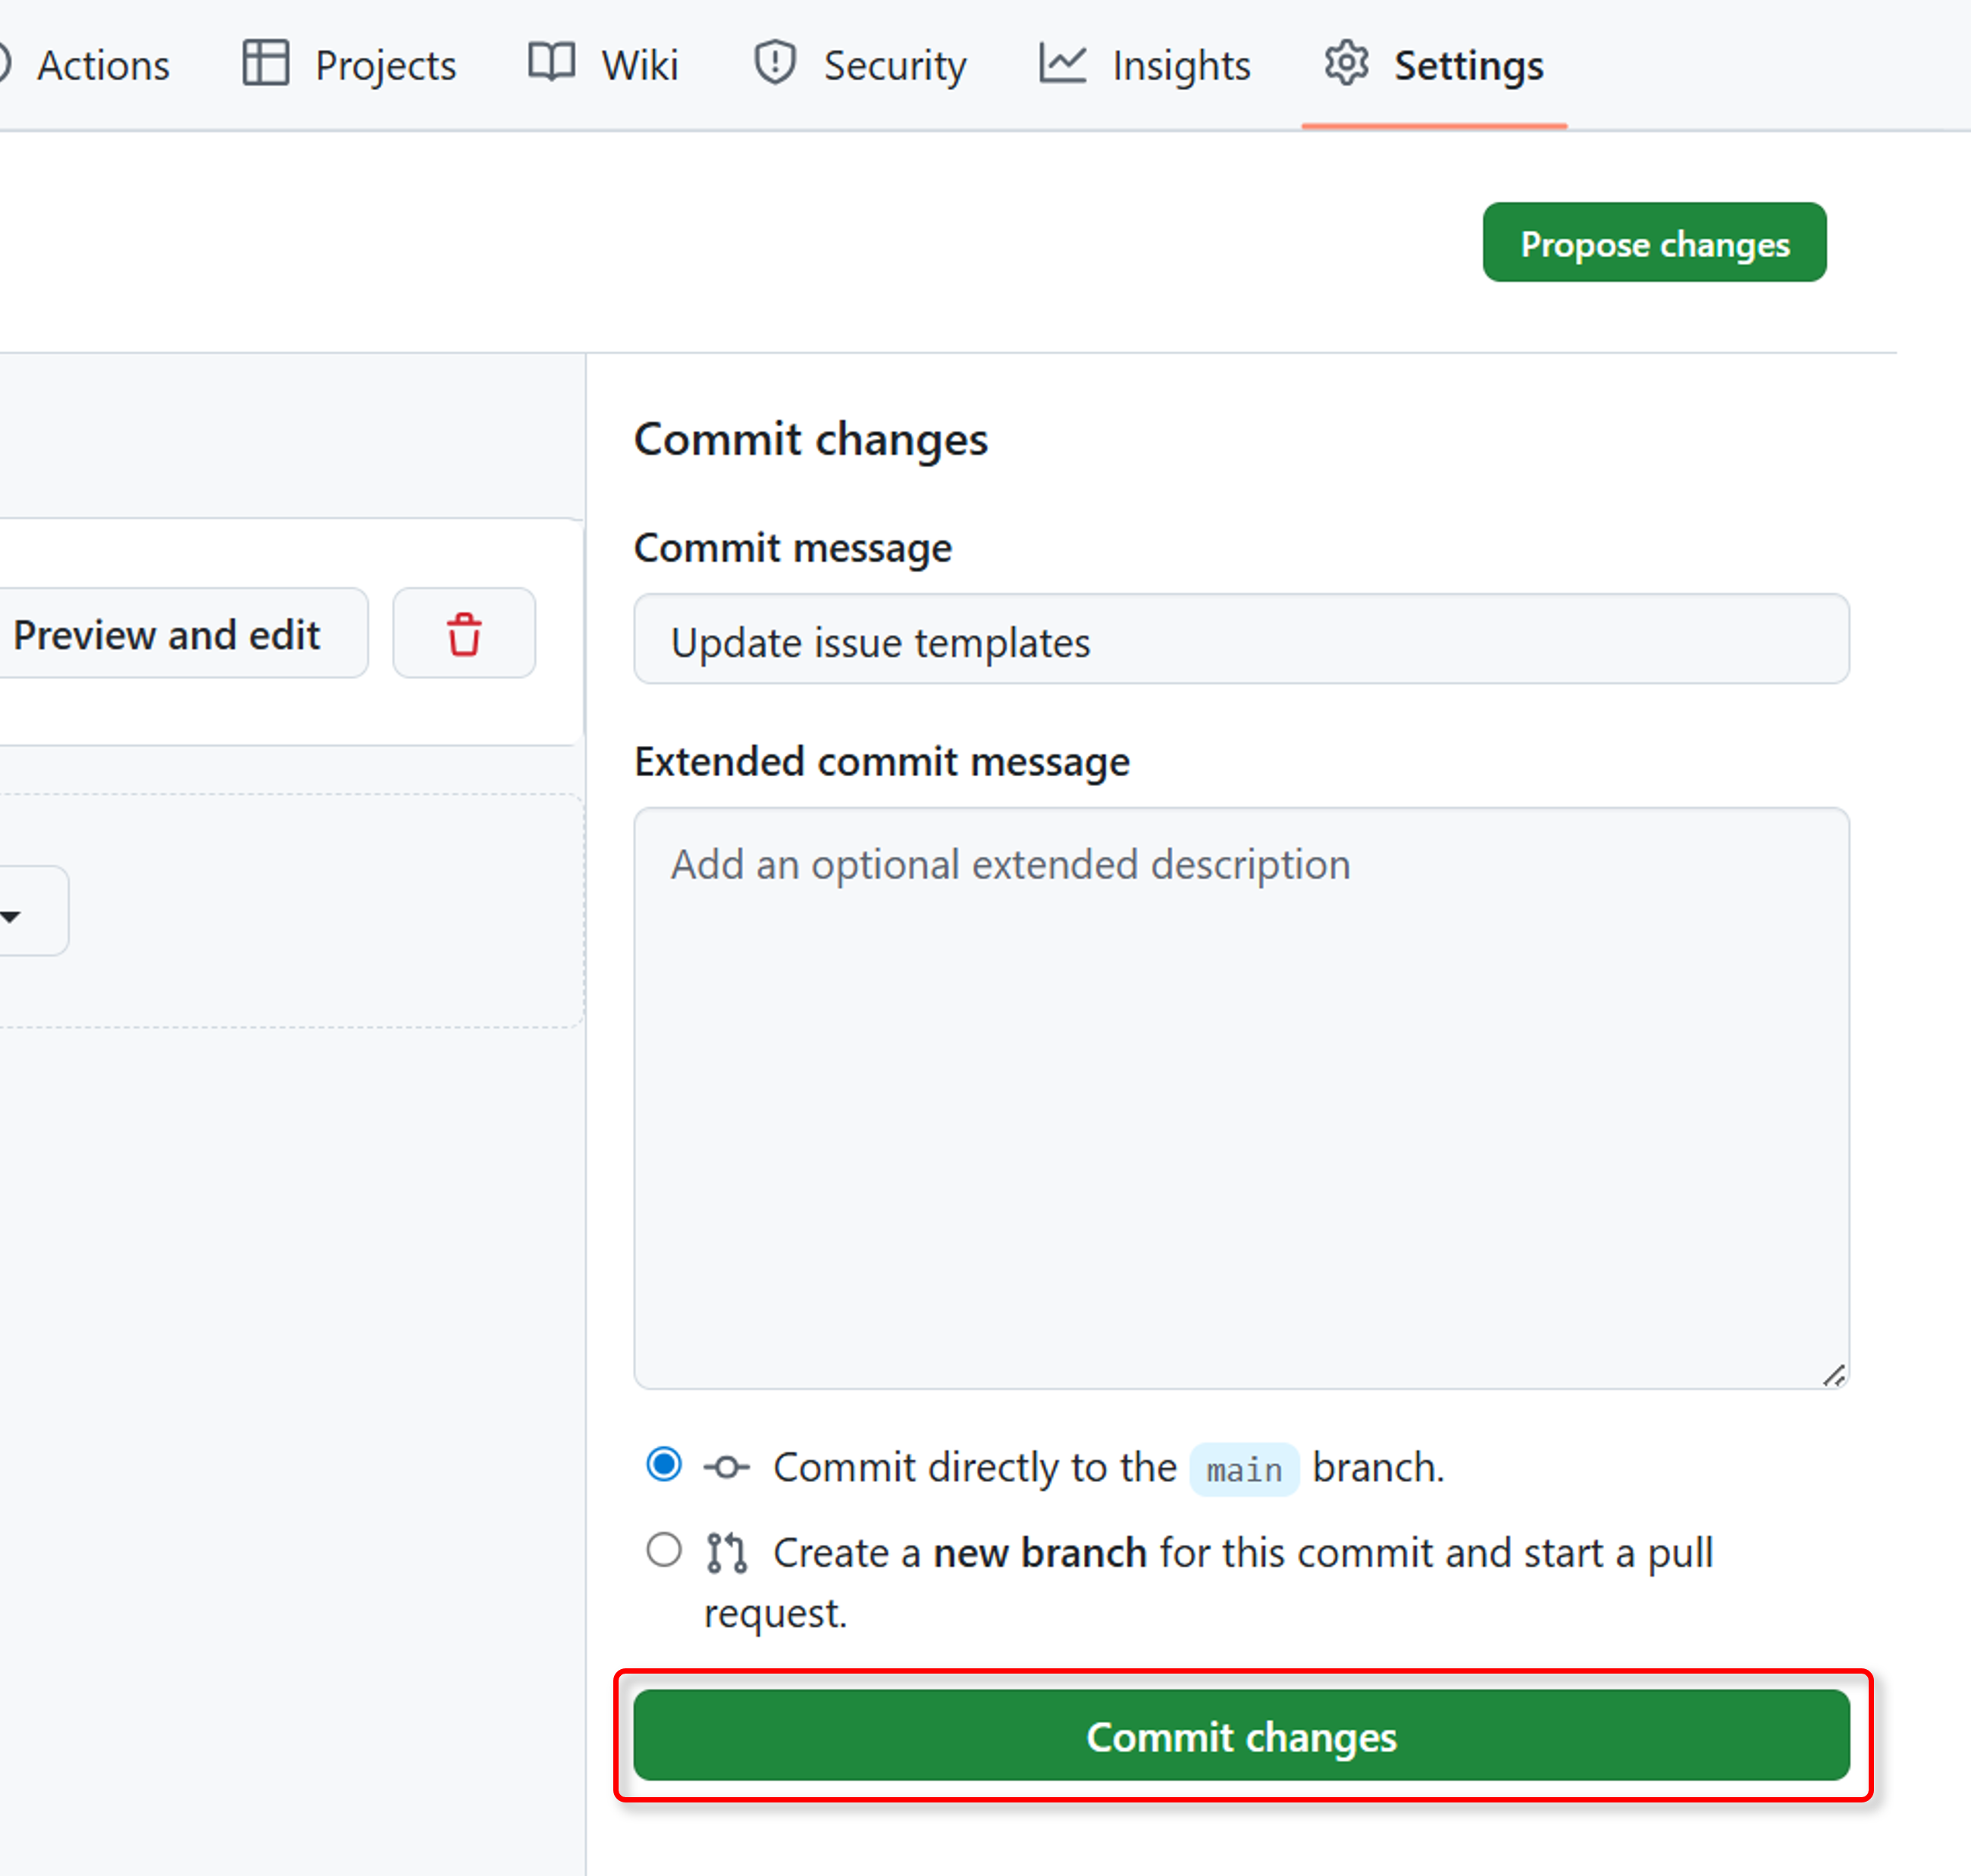 Actions Projects Wiki Security Insights Settings
Propose changes
Commit changes
Commit message
Preview and edit
Update issue templates
Extended commit message
Add an optional extended description
Commit directly to the main branch.
Create a new branch for this commit and start a pull
request.
Commit changes